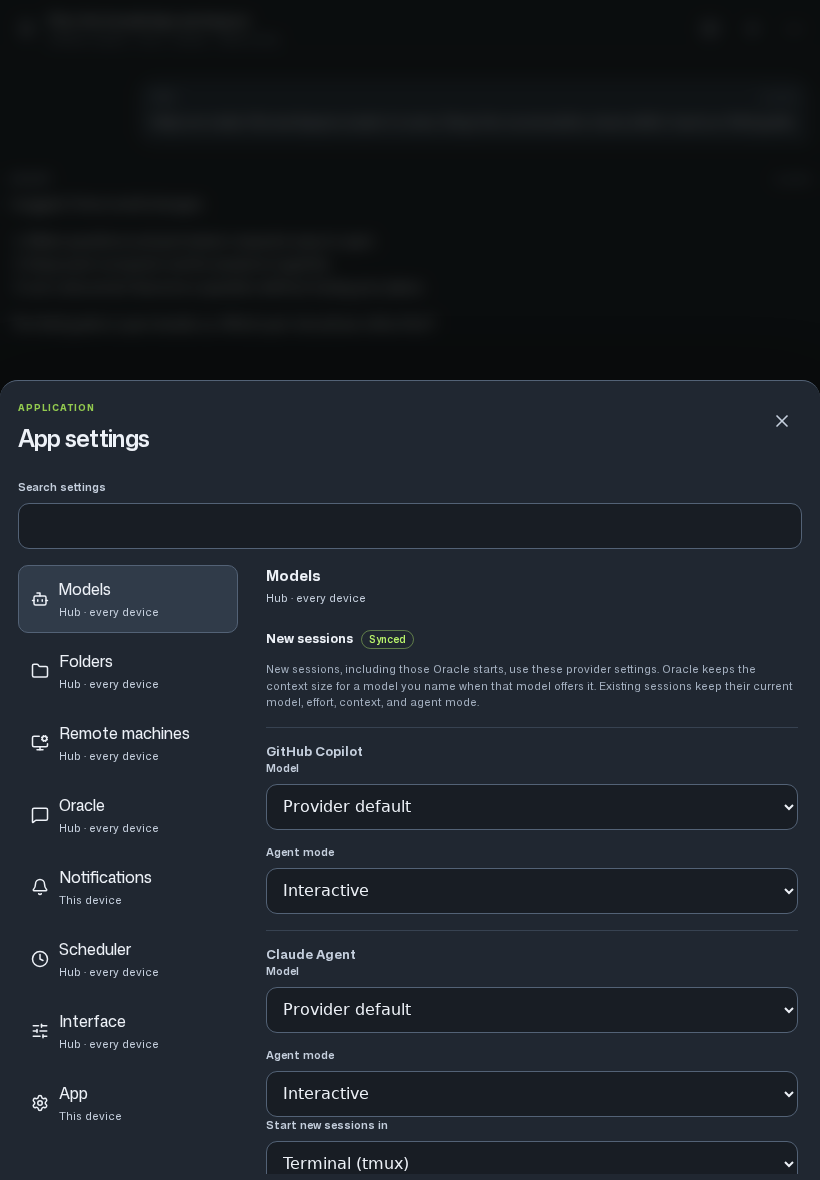 APPLICATION
App settings
Search settings
Models
Hub · every device
Folders
Hub · every device
Remote machines
Hub · every device
Oracle
Hub · every device
Notifications
This device
Scheduler
Hub · every device
Interface
Hub · every device
App
This device
Models
Hub · every device
New sessions Synced
New sessions, including those Oracle starts, use these provider settings. Oracle keeps the
context size for a model you name when that model offers it. Existing sessions keep their current
model, effort, context, and agent mode.
GitHub Copilot
Model
Provider default
Agent mode
Interactive
Claude Agent
Model
Provider default
Agent mode
Interactive
Start new sessions in
Terminal (tmux)